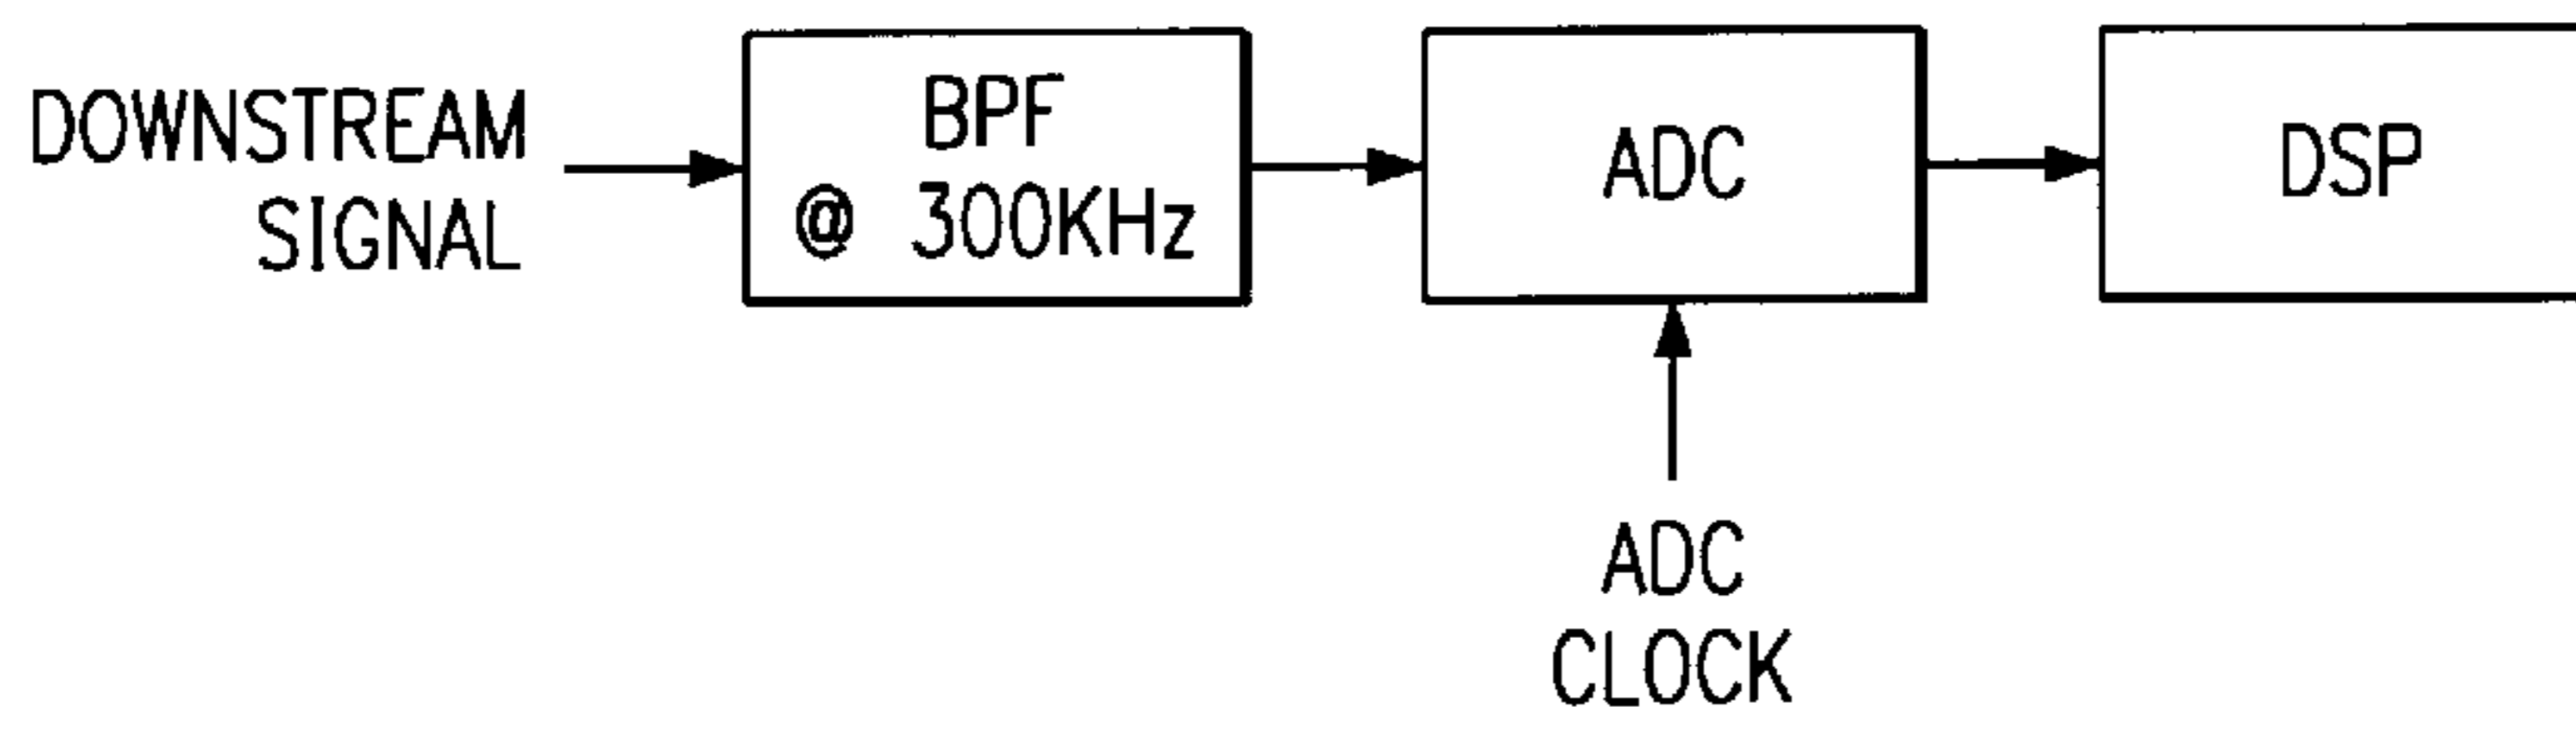 DOWNSTREAM
SIGNAL
BPF
@ 300KHz
ADC
DSP
ADC
CLOCK